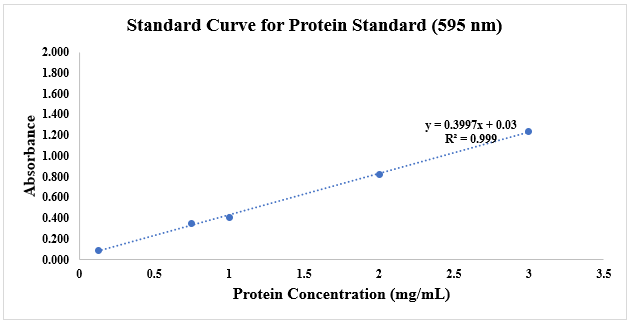 Standard Curve for Protein Standard (595 nm)
2.000
1.800
1.600
1.400
1.200
1.000
0.800
0.600
0.400
0.200
0.000
Absorbance
y = 0.3997x + 0.03
R² = 0.999
0 0.5 1 1.5 2 2.5 3 3.5
Protein Concentration (mg/mL)